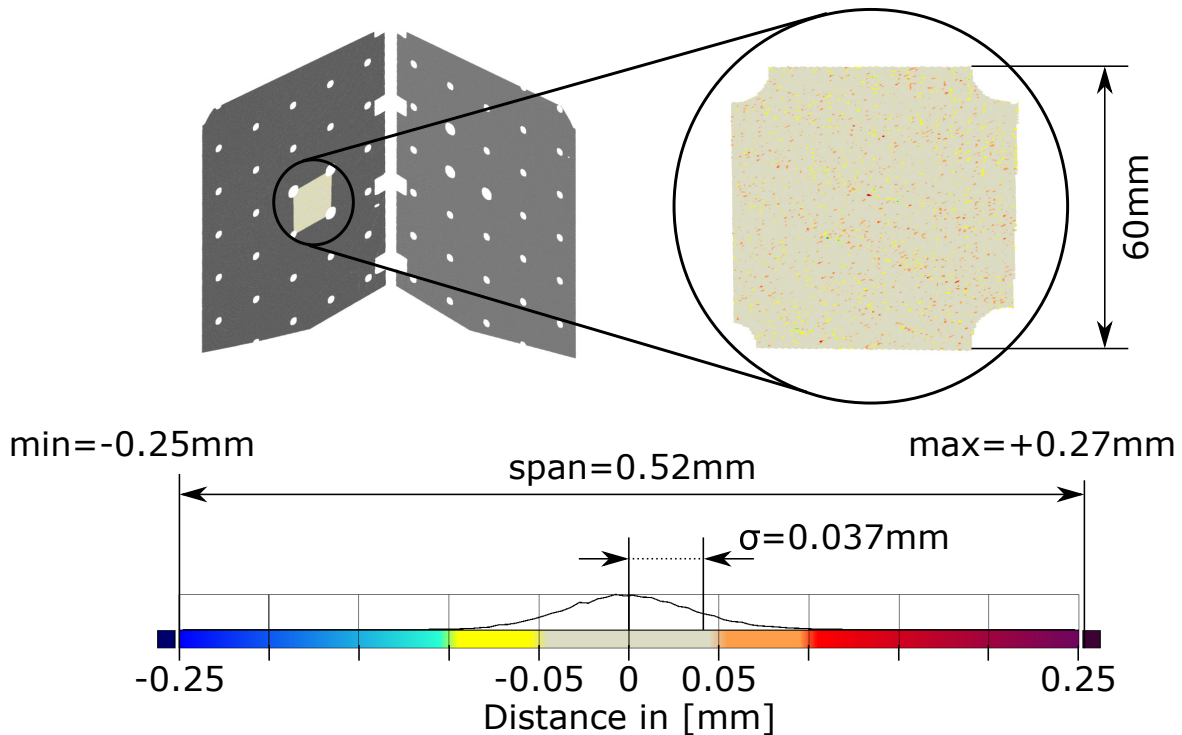 60mm
min=-0.25mm
max=+0.27mm
span=0.52mm
σ=0.037mm
-0.25
-0.05
0
0.05
0.25
Distance in [mm]